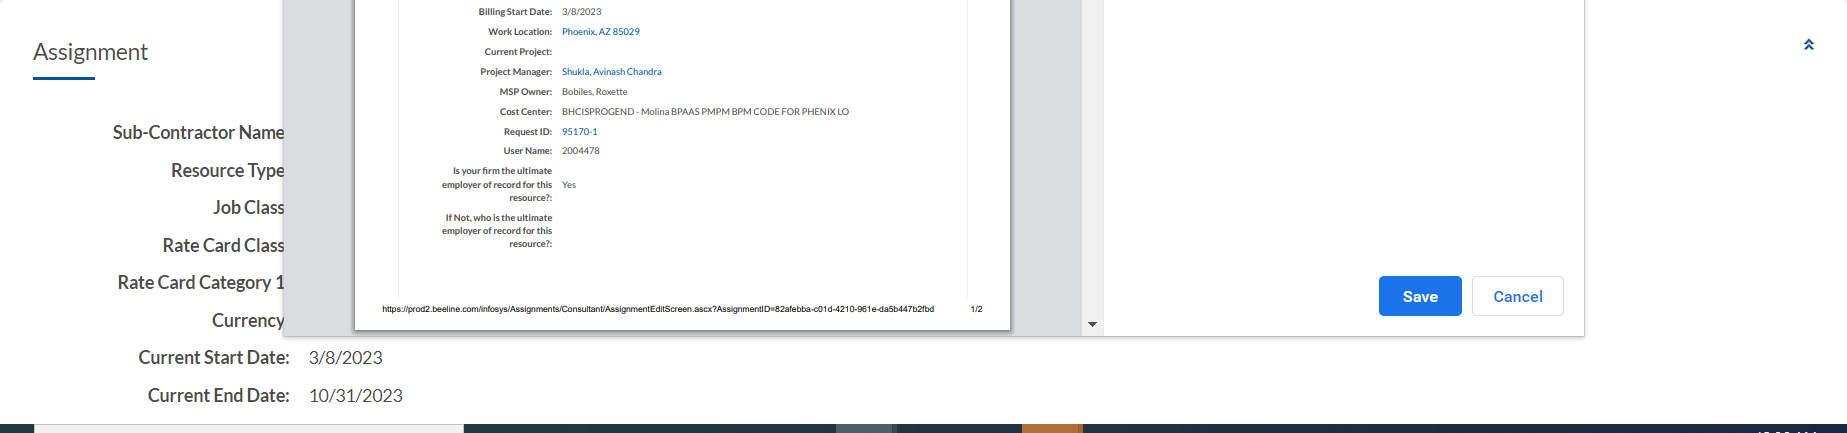 Assignment
Sub-Contractor Name
Resource Type
Job Class
Rate Card Class
Rate Card Category 1
Currency
Current Start Date: 3/8/2023
Current End Date: 10/31/2023
Billing Start Date: 3/8/2023
Work Location: Phoenix, AZ 85029
Current Project:
Project Manager: Shukla, Avinash Chandra
MSP Owner: Bobiles, Roxette
Cost Center: BHCISPROGEND - Molina BPAAS PMPM BPM CODE FOR PHENIX LO
Request ID: 95170-1
User Name: 2004478
Is your firm the ultimate
employer of record for this Yes
resource?:
If Not, who is the ultimate
employer of record for this
resource?:
https://prod2.beeline.com/infosys/Assignments/Consultant/AssignmentEditScreen.ascx?AssignmentID=82afebba-c01d-4210-961e-da5b447b2fbd 1/2
Save Cancel